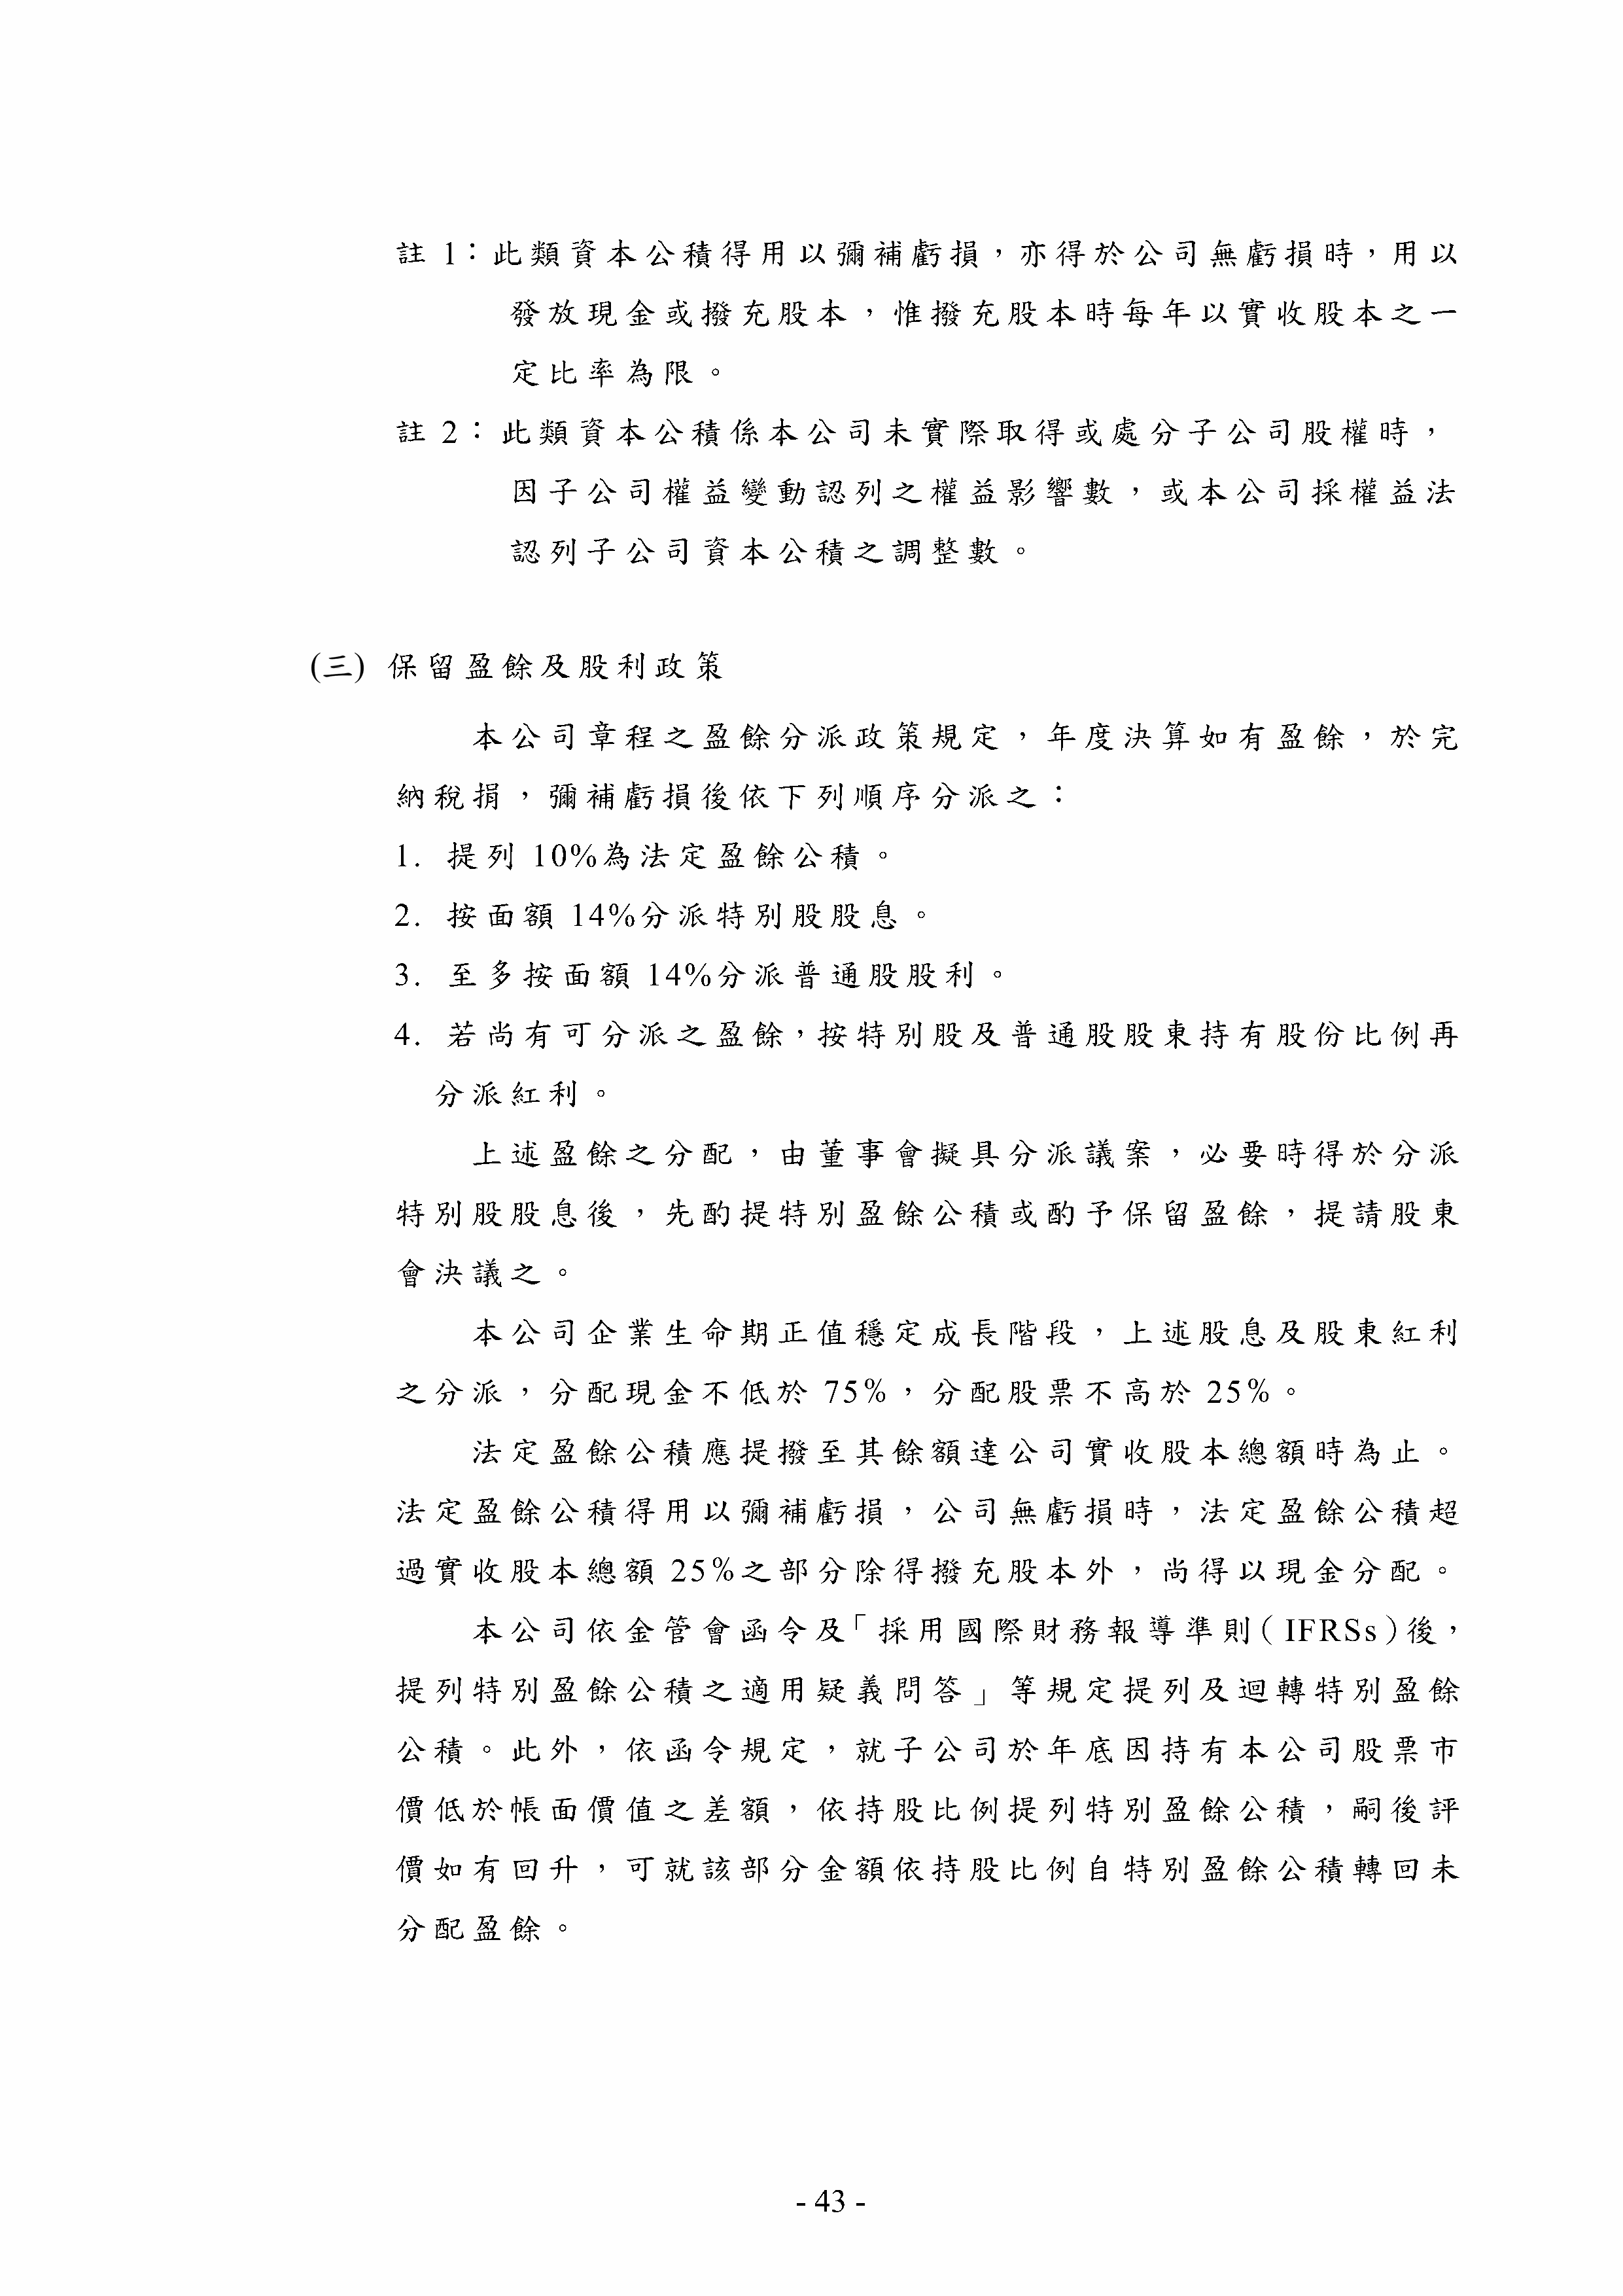 註 1：此類資本公積得用以彌補虧損，亦得於公司無虧損時，用以
發放現金或撥充股本，惟撥充股本時每年以實收股本之一
定比率為限。
註 2：此類資本公積係本公司未實際取得或處分子公司股權時，
因子公司權益變動認列之權益影響數，或本公司採權益法
認列子公司資本公積之調整數。
(三) 保留盈餘及股利政策
本公司章程之盈餘分派政策規定，年度決算如有盈餘，於完
納稅捐，彌補虧損後依下列順序分派之：
1. 提列 10%為法定盈餘公積。
2. 按面額 14%分派特別股股息。
3. 至多按面額 14%分派普通股股利。
4. 若尚有可分派之盈餘，按特別股及普通股股東持有股份比例再
分派紅利。
上述盈餘之分配，由董事會擬具分派議案，必要時得於分派
特別股股息後，先酌提特別盈餘公積或酌予保留盈餘，提請股東
會決議之。
本公司企業生命期正值穩定成長階段，上述股息及股東紅利
之分派，分配現金不低於 75%，分配股票不高於 25%。
法定盈餘公積應提撥至其餘額達公司實收股本總額時為止。
法定盈餘公積得用以彌補虧損，公司無虧損時，法定盈餘公積超
過實收股本總額 25%之部分除得撥充股本外，尚得以現金分配。
本公司依金管會函令及「採用國際財務報導準則（IFRSs）後，
提列特別盈餘公積之適用疑義問答」等規定提列及迴轉特別盈餘
公積。此外，依函令規定，就子公司於年底因持有本公司股票市
價低於帳面價值之差額，依持股比例提列特別盈餘公積，嗣後評
價如有回升，可就該部分金額依持股比例自特別盈餘公積轉回未
分配盈餘。
- 43 -